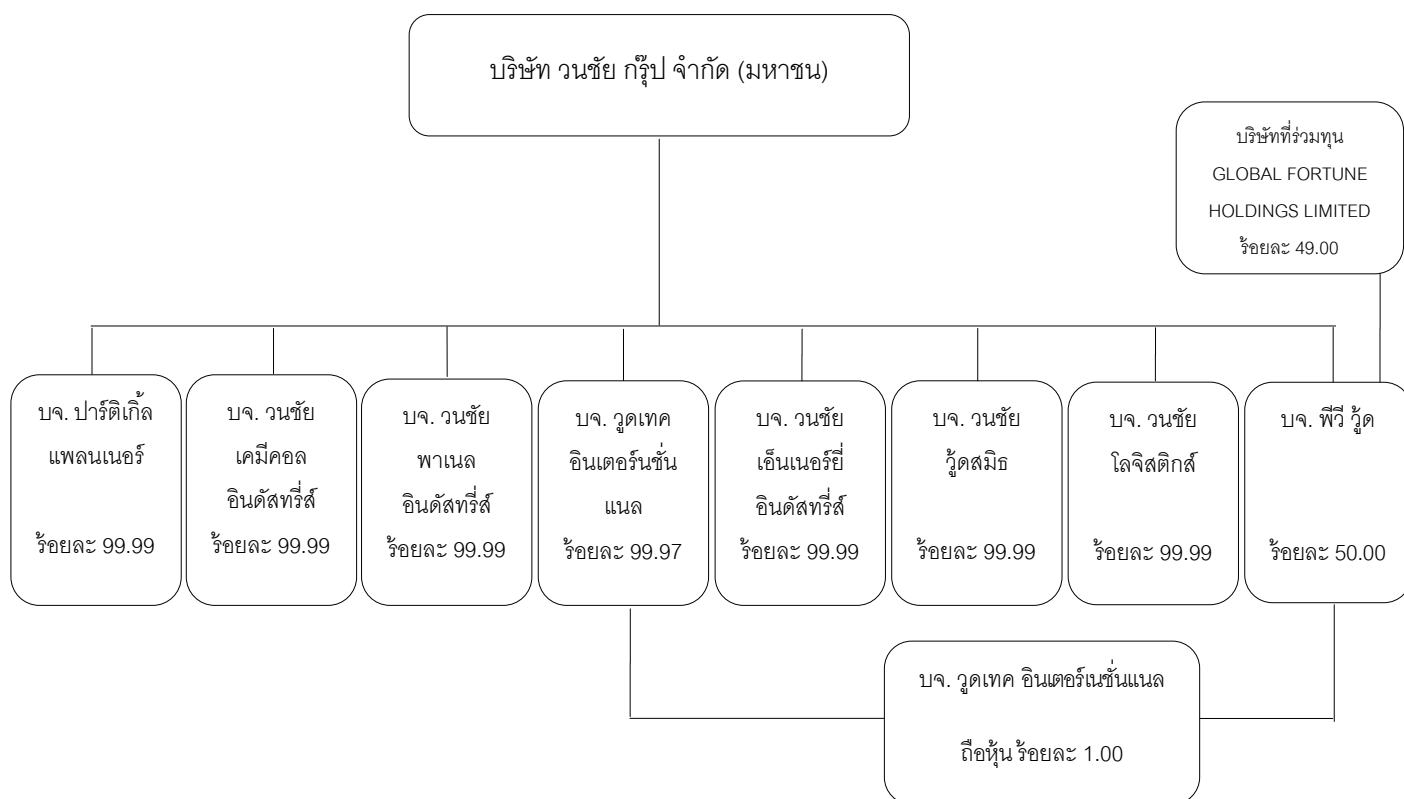 บริษัท วนชัย กรุ๊ป จำกัด (มหาชน)
บริษัทที่ร่วมทุน
GLOBAL FORTUNE
HOLDINGS LIMITED
ร้อยละ 49.00
บจ. ปาร์ติเกิ้ล
แพลนเนอร์
ร้อยละ 99.99
บจ. วนชัย
เคมีคอล
อินดัสทรี่ส์
ร้อยละ 99.99
บจ. วนชัย
พาเนล
อินดัสทรี่ส์
ร้อยละ 99.99
บจ. วูดเทค
อินเตอร์นชั่น
แนล
ร้อยละ 99.97
บจ. วนชัย
เอ็นเนอร์ยี่
อินดัสทรี่ส์
ร้อยละ 99.99
บจ. วนชัย
วู้ดสมิธ
ร้อยละ 99.99
บจ. วนชัย
โลจิสติกส์
ร้อยละ 99.99
บจ. พีวี วู้ด
ร้อยละ 50.00
บจ. วูดเทค อินเตอร์เนชั่นแนล
ถือหุ้น ร้อยละ 1.00